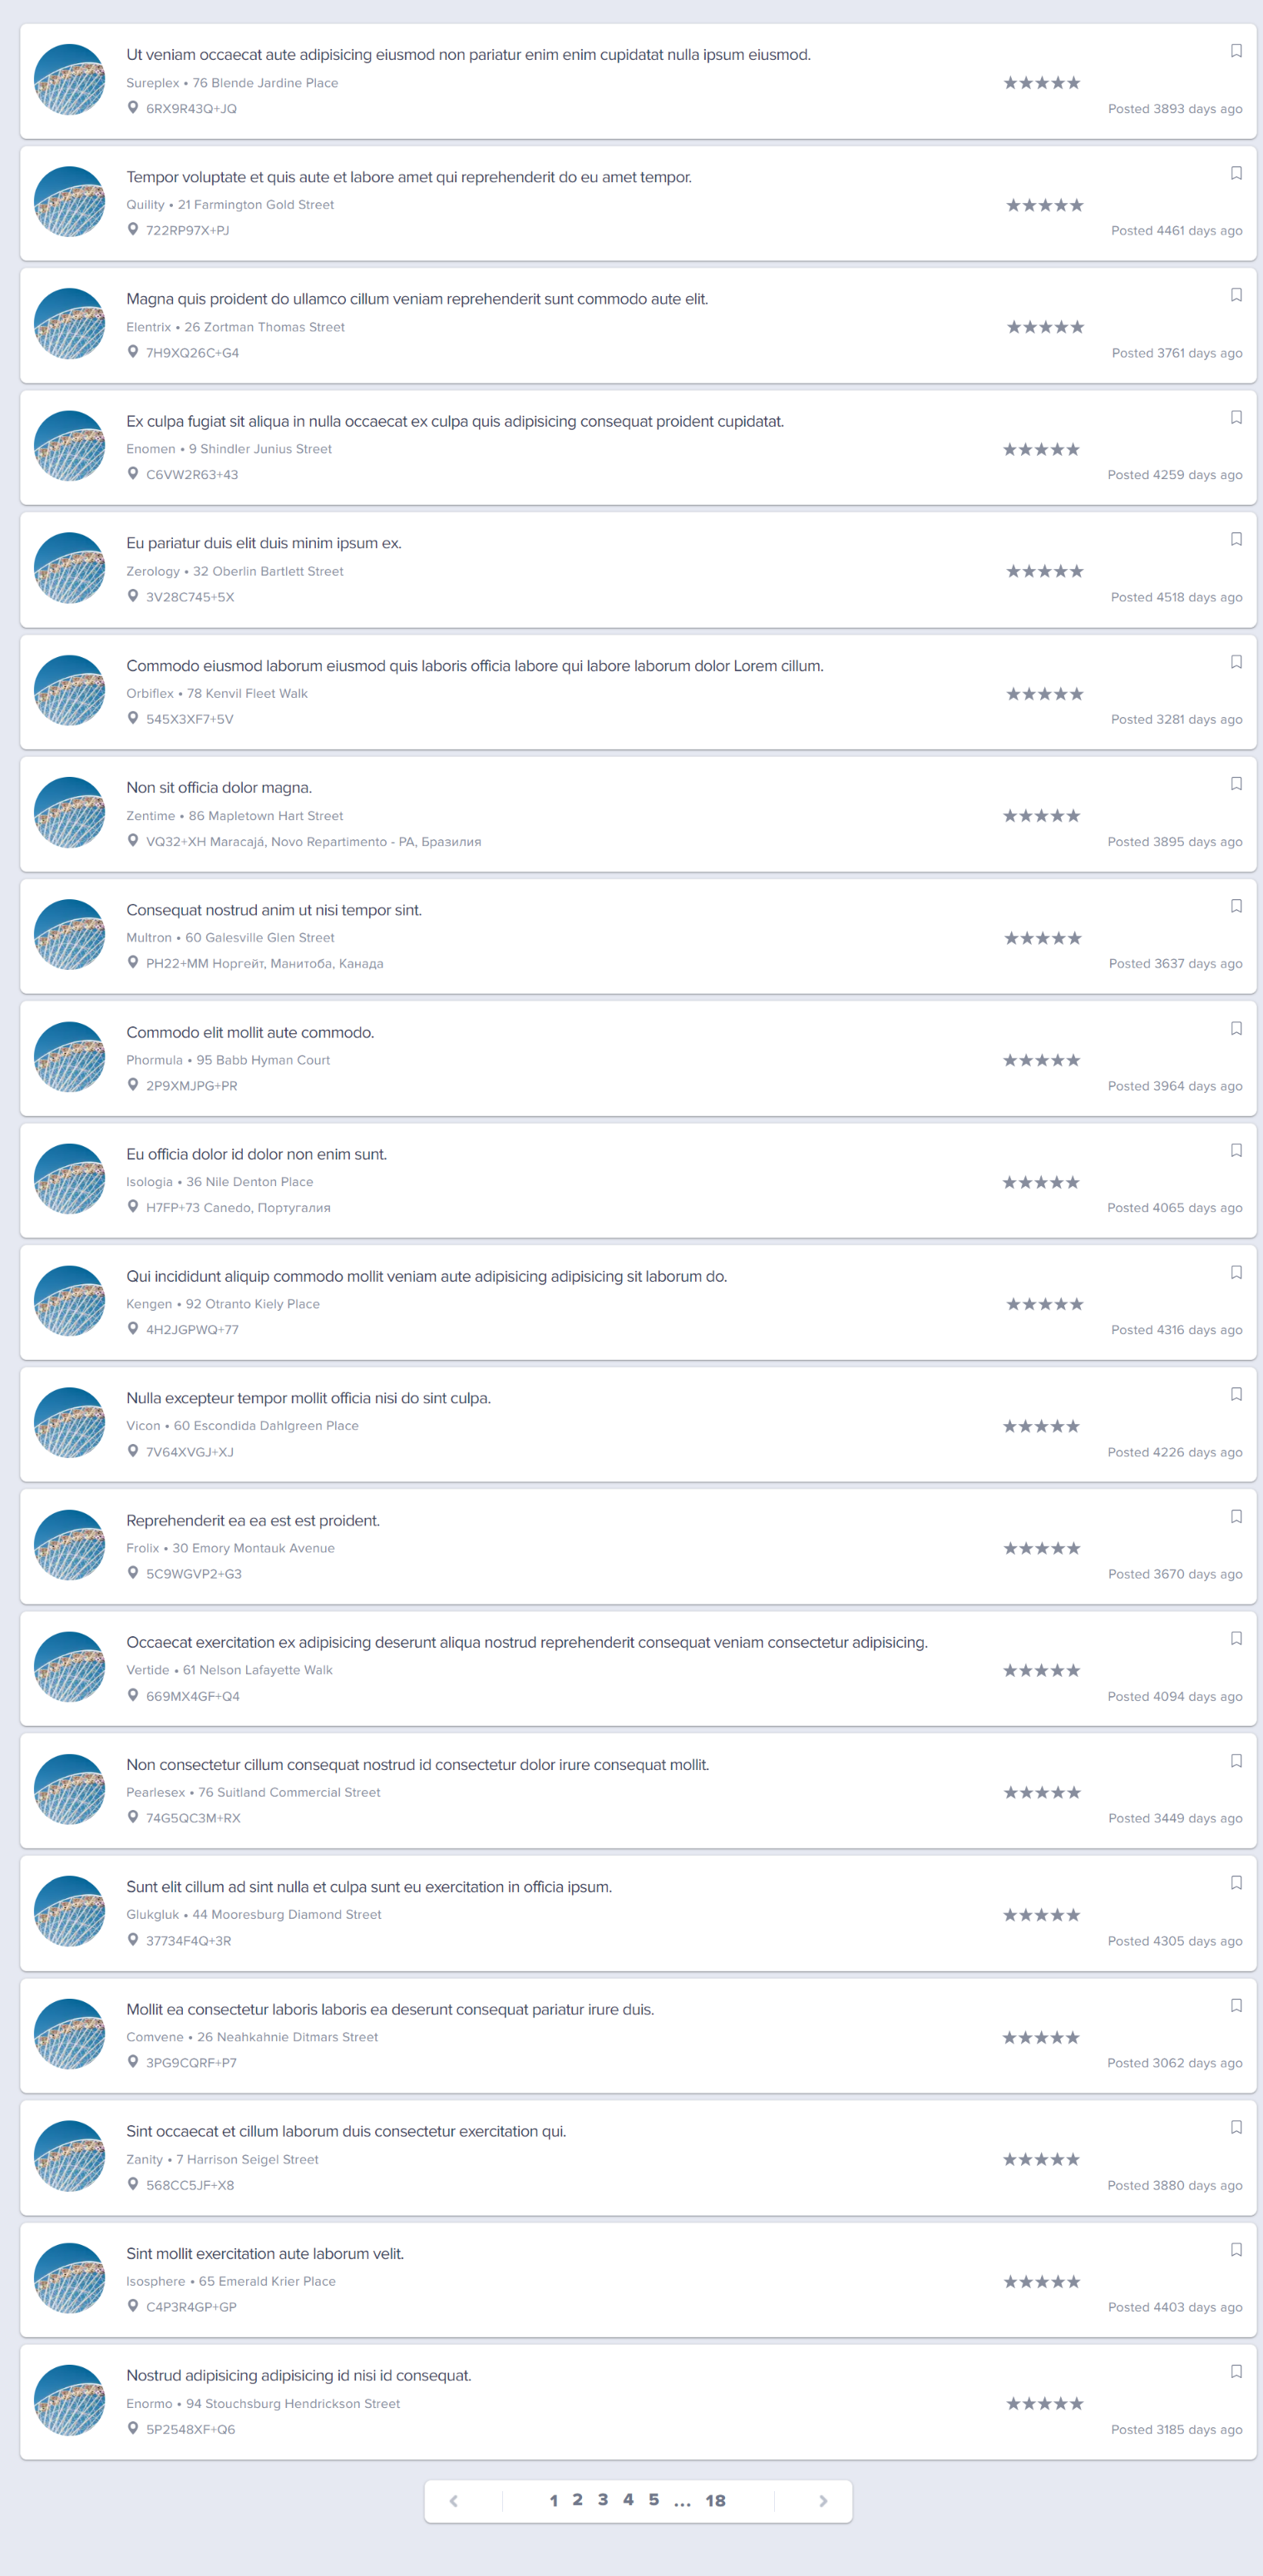 Ut veniam occaecat aute adipisicing eiusmod non pariatur enim enim cupidatat nulla ipsum eiusmod.
Sureplex • 76 Blende Jardine Place
6RX9R43Q+JQ
Posted 3893 days ago
Tempor voluptate et quis aute et labore amet qui reprehenderit do eu amet tempor.
Quility • 21 Farmington Gold Street
722RP97X+PJ
Posted 4461 days ago
Magna quis proident do ullamco cillum veniam reprehenderit sunt commodo aute elit.
Elentrix • 26 Zortman Thomas Street
7H9XQ26C+G4
Posted 3761 days ago
Ex culpa fugiat sit aliqua in nulla occaecat ex culpa quis adipisicing consequat proident cupidatat.
Enomen • 9 Shindler Junius Street
C6VW2R63+43
Posted 4259 days ago
Eu pariatur duis elit duis minim ipsum ex.
Zerology • 32 Oberlin Bartlett Street
3V28C745+5X
Posted 4518 days ago
Commodo eiusmod laborum eiusmod quis laboris officia labore qui labore laborum dolor Lorem cillum.
Orbiflex • 78 Kenvil Fleet Walk
545X3XF7+5V
Posted 3281 days ago
Non sit officia dolor magna.
Zentime • 86 Mapletown Hart Street
VQ32+XH Maracajá, Novo Repartimento - PA, Бразилия
Posted 3895 days ago
Consequat nostrud anim ut nisi tempor sint.
Multron • 60 Galesville Glen Street
PH22+MM Норгейт, Манитоба, Канада
Posted 3637 days ago
Commodo elit mollit aute commodo.
Phormula • 95 Babb Hyman Court
2P9XMJPG+PR
Posted 3964 days ago
Eu officia dolor id dolor non enim sunt.
Isologia • 36 Nile Denton Place
H7FP+73 Canedo, Португалия
Posted 4065 days ago
Qui incididunt aliquip commodo mollit veniam aute adipisicing adipisicing sit laborum do.
Kengen • 92 Otranto Kiely Place
4H2JGPWQ+77
Posted 4316 days ago
Nulla excepteur tempor mollit officia nisi do sint culpa.
Vicon • 60 Escondida Dahlgreen Place
7V64XVGJ+XJ
Posted 4226 days ago
Reprehenderit ea ea est est proident.
Frolix • 30 Emory Montauk Avenue
5C9WGVP2+G3
Posted 3670 days ago
Occaecat exercitation ex adipisicing deserunt aliqua nostrud reprehenderit consequat veniam consectetur adipisicing.
Vertide • 61 Nelson Lafayette Walk
669MX4GF+Q4
Posted 4094 days ago
Non consectetur cillum consequat nostrud id consectetur dolor irure consequat mollit.
Pearlesex • 76 Suitland Commercial Street
74G5QC3M+RX
Posted 3449 days ago
Sunt elit cillum ad sint nulla et culpa sunt eu exercitation in officia ipsum.
Glukgluk • 44 Mooresburg Diamond Street
37734F4Q+3R
Posted 4305 days ago
Mollit ea consectetur laboris laboris ea deserunt consequat pariatur irure duis.
Comvene • 26 Neahkahnie Ditmars Street
3PG9CQRF+P7
Posted 3062 days ago
Sint occaecat et cillum laborum duis consectetur exercitation qui.
Zanity • 7 Harrison Seigel Street
568CC5JF+X8
Posted 3880 days ago
Sint mollit exercitation aute laborum velit.
Isosphere • 65 Emerald Krier Place
C4P3R4GP+GP
Posted 4403 days ago
Nostrud adipisicing adipisicing id nisi id consequat.
Enormo • 94 Stouchsburg Hendrickson Street
5P2548XF+Q6
Posted 3185 days ago
1 2 3 4 5 ... 18